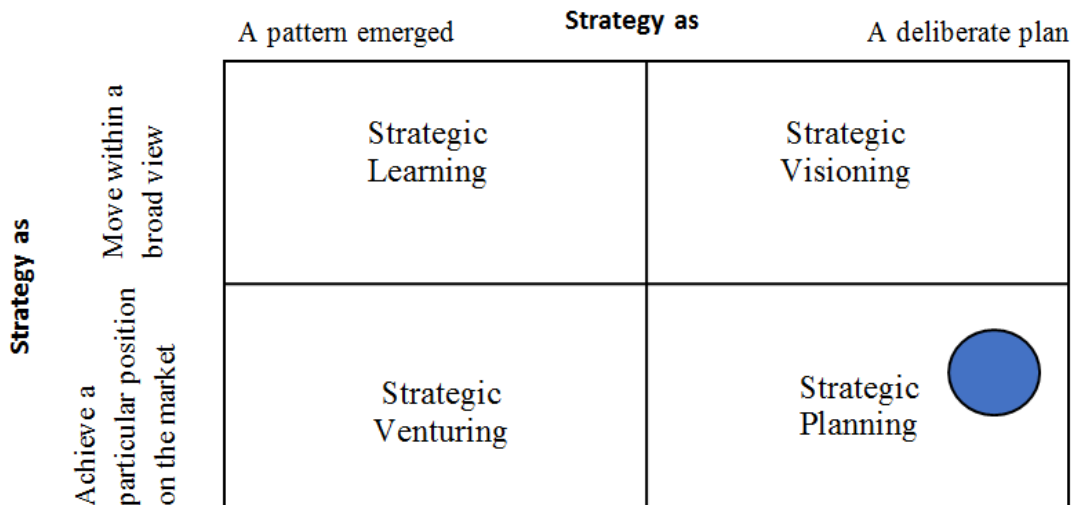 Strategy as
A pattern emerged
A deliberate plan
Strategy as
Move within a
broad view
Strategic
Learning
Strategic
Visioning
Achieve a
particular position
on the market
Strategic
Venturing
Strategic
Planning